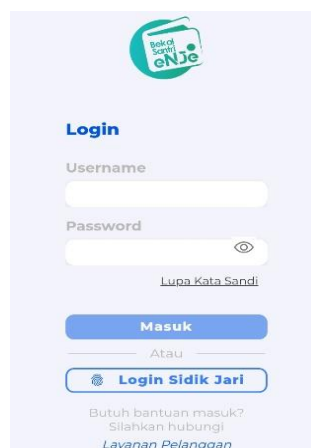 Bekal
Santri
eNJe
Login
Username
Password
Lupa Kata Sandi
Masuk
Atau
Login Sidik Jari
Butuh bantuan masuk?
Silahkan hubungi
Layanan Pelanggan